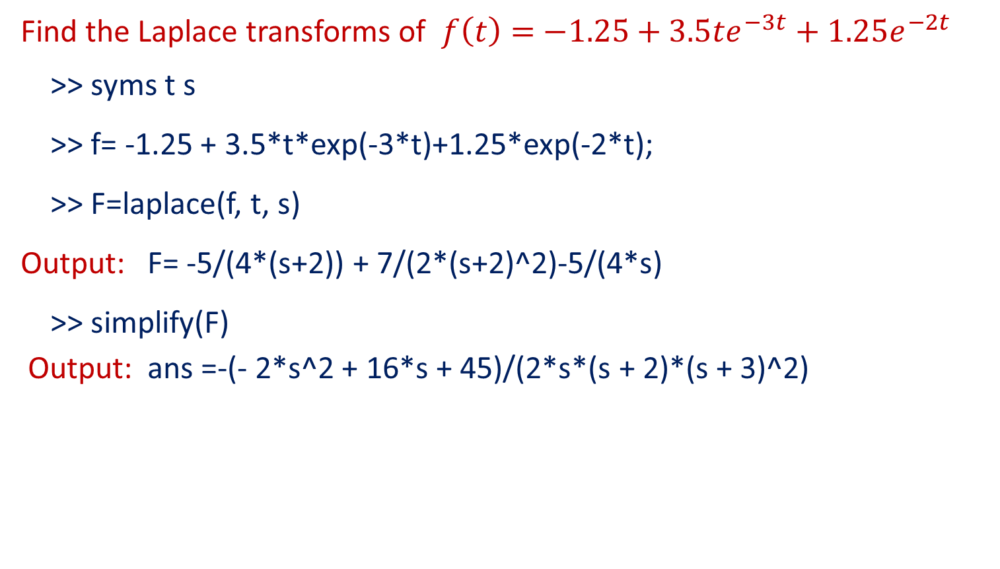 Find the Laplace transforms of f(t) = −1.25 + 3.5te^{−3t} + 1.25e^{−2t}
>> syms t s
>> f= -1.25 + 3.5*t*exp(-3*t)+1.25*exp(-2*t);
>> F=laplace(f, t, s)
Output: F= -5/(4*(s+2)) + 7/(2*(s+2)^2)-5/(4*s)
>> simplify(F)
Output: ans =-(- 2*s^2 + 16*s + 45)/(2*s*(s + 2)*(s + 3)^2)